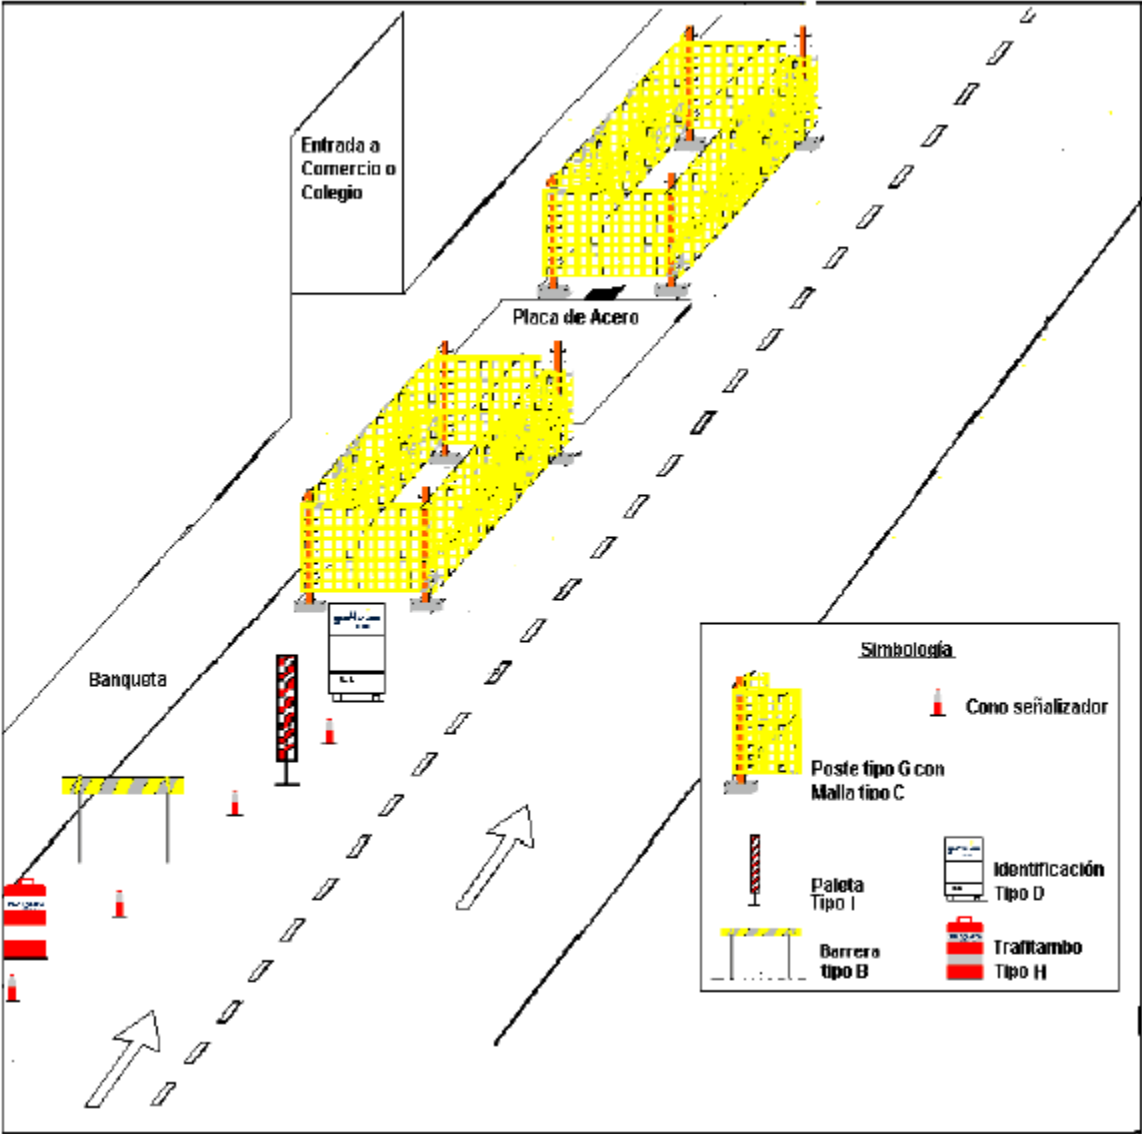 Entrada a
Comercio o
Colegio
Placa de Acero
Banqueta
Simbología
Cono señalizador
Poste tipo G con
Malla tipo C
Paleta
Tipo I
Identificación
Tipo D
Barrera
tipo B
Trafitambo
Tipo H